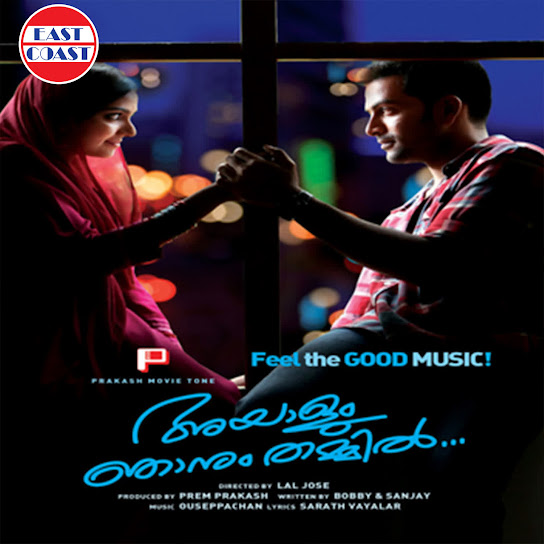 EAST
COAST
P
Feel the GOOD MUSIC!
PRAKASH MOVIE TONE
അയാളും
ഞാനും തമ്മിൽ...
DIRECTED BY LAL JOSE
PRODUCED BY PREM PRAKASH WRITTEN BY BOBBY & SANJAY
MUSIC OUSEPPACHAN LYRICS SARATH VAYALAR